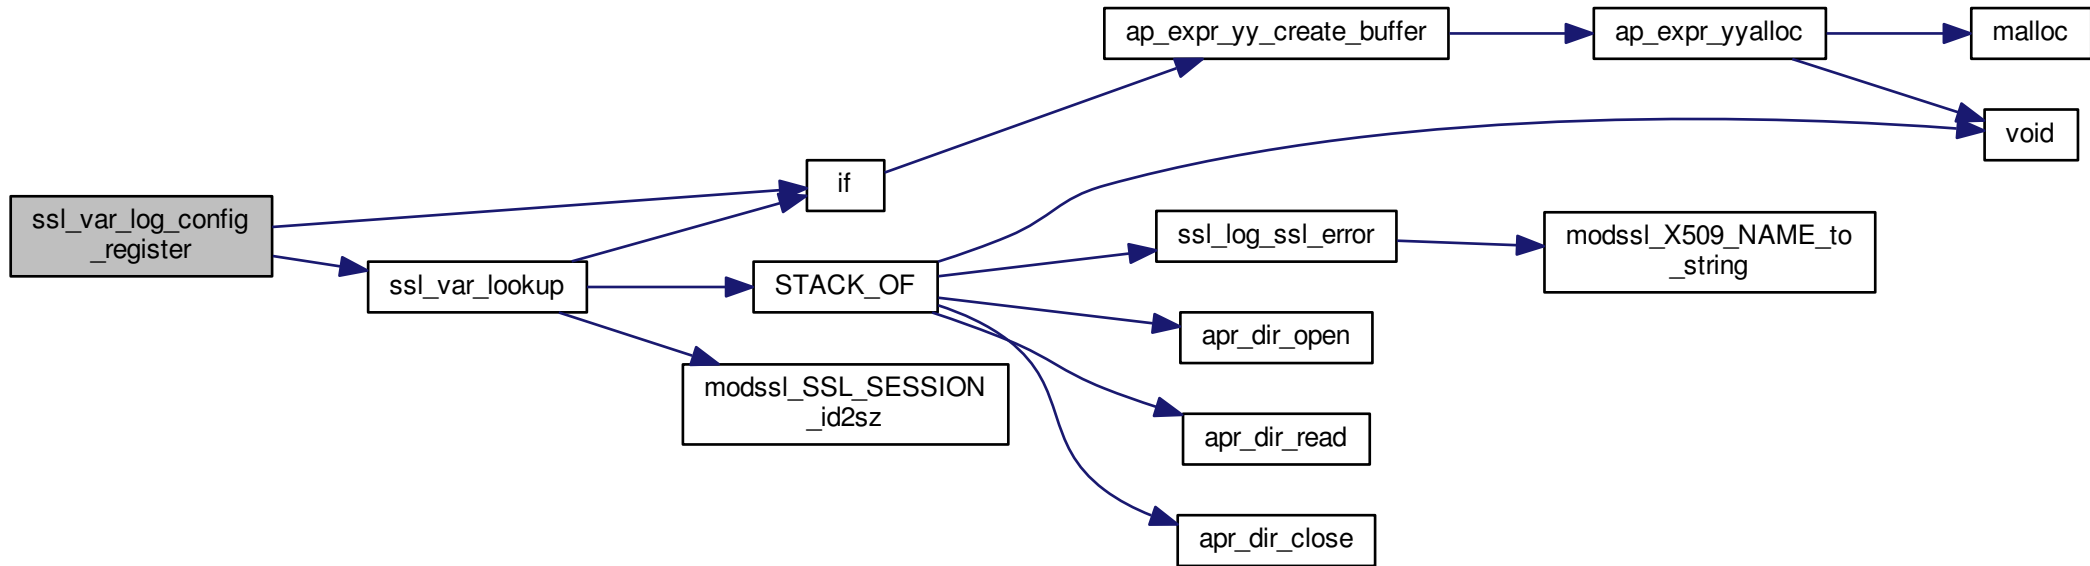 ap_expr_yy_create_buffer
ap_expr_yyalloc
malloc
void
if
ssl_var_log_config
_register
ssl_log_ssl_error
modssl_X509_NAME_to
_string
ssl_var_lookup
STACK_OF
apr_dir_open
modssl_SSL_SESSION
_id2sz
apr_dir_read
apr_dir_close